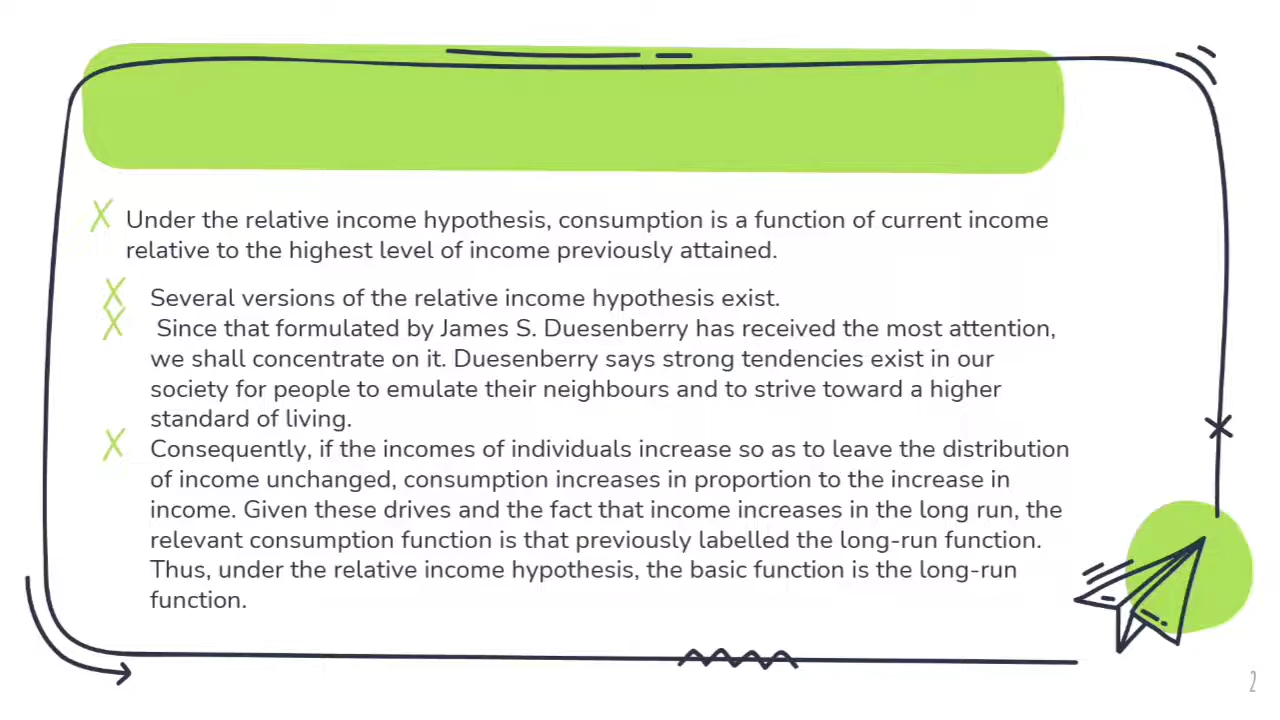 Under the relative income hypothesis, consumption is a function of current income
relative to the highest level of income previously attained.
Several versions of the relative income hypothesis exist.
Since that formulated by James S. Duesenberry has received the most attention,
we shall concentrate on it. Duesenberry says strong tendencies exist in our
society for people to emulate their neighbours and to strive toward a higher
standard of living.
Consequently, if the incomes of individuals increase so as to leave the distribution
of income unchanged, consumption increases in proportion to the increase in
income. Given these drives and the fact that income increases in the long run, the
relevant consumption function is that previously labelled the long-run function.
Thus, under the relative income hypothesis, the basic function is the long-run
function.
2